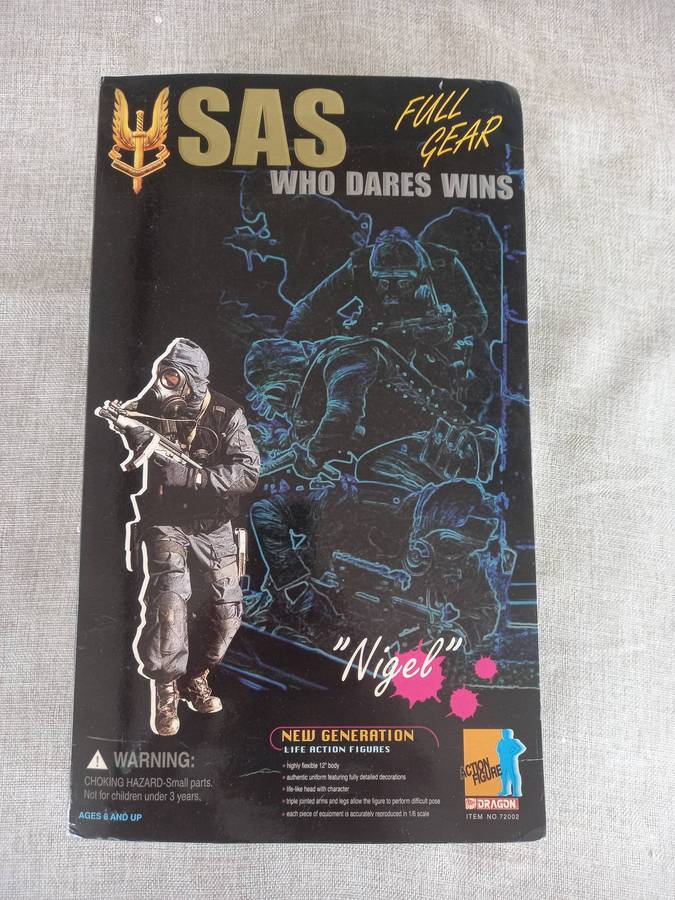 SAS
FULL
GEAR
WHO DARES WINS
"Nigel"
NEW GENERATION
LIFE ACTION FIGURES
highly flexible 12" body
authentic uniform featuring fully detailed decorations
life-like head with character
triple jointed arms and legs allow the figure to perform difficult pose
each piece of equipment is accurately reproduced in 1/6 scale
WARNING:
CHOKING HAZARD-Small parts.
Not for children under 3 years.
AGES 8 AND UP
ACTION
FIGURE
DRAGON
ITEM NO.72002